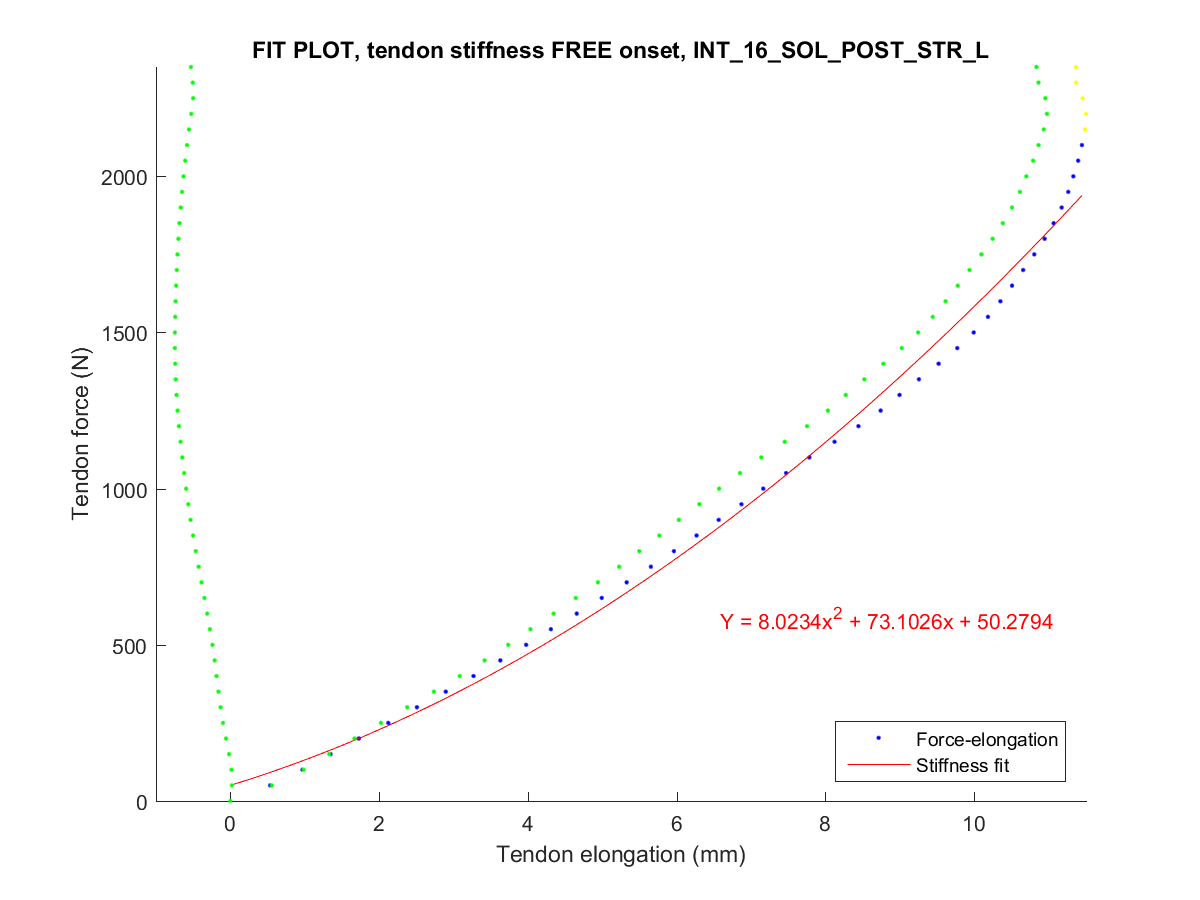 FIT PLOT, tendon stiffness FREE onset, INT_16_SOL_POST_STR_L
2000
1500
1000
500
0
Tendon force (N)
Y = 8.0234x² + 73.1026x + 50.2794
Force-elongation
Stiffness fit
0 2 4 6 8 10
Tendon elongation (mm)